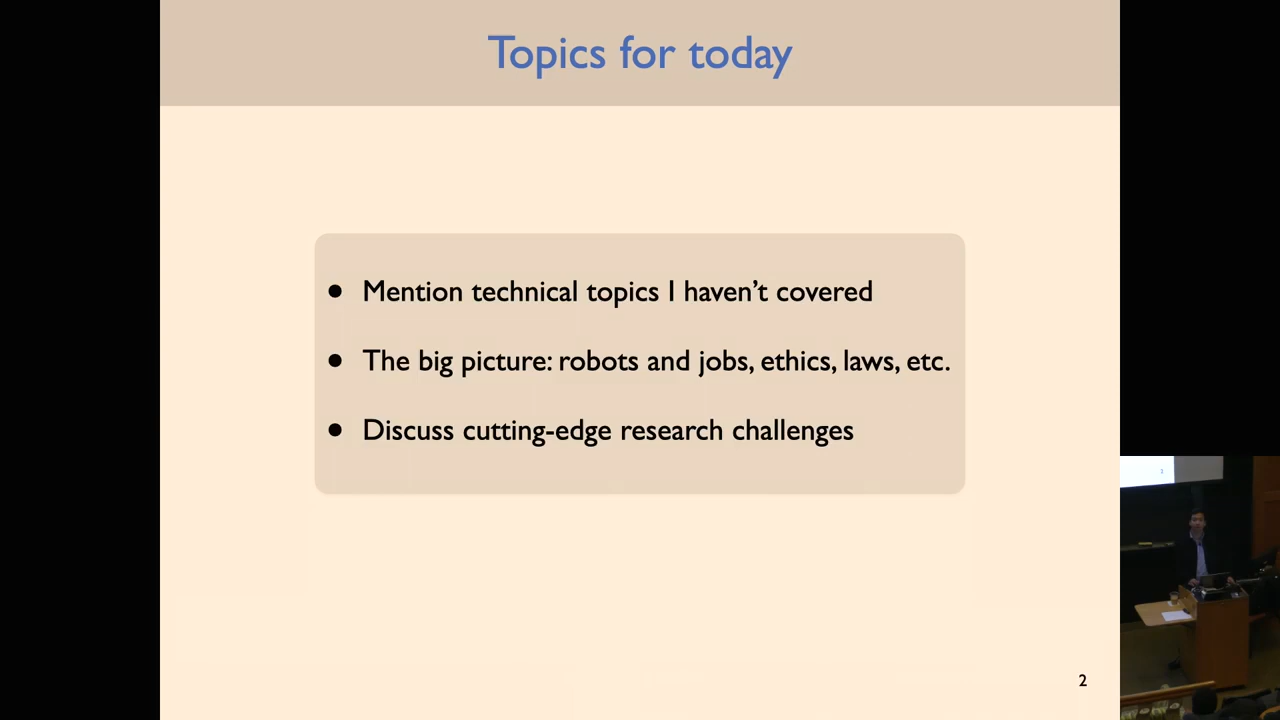 Topics for today
● Mention technical topics I haven't covered
● The big picture: robots and jobs, ethics, laws, etc.
● Discuss cutting-edge research challenges
2